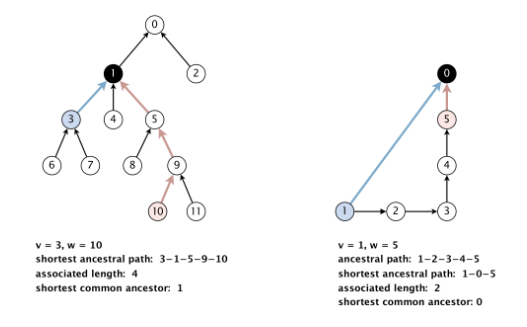 0
1
2
3
4
5
6
7
8
9
10
11
v = 3, w = 10
shortest ancestral path: 3-1-5-9-10
associated length: 4
shortest common ancestor: 1
0
5
4
1
2
3
v = 1, w = 5
ancestral path: 1-2-3-4-5
shortest ancestral path: 1-0-5
associated length: 2
shortest common ancestor: 0